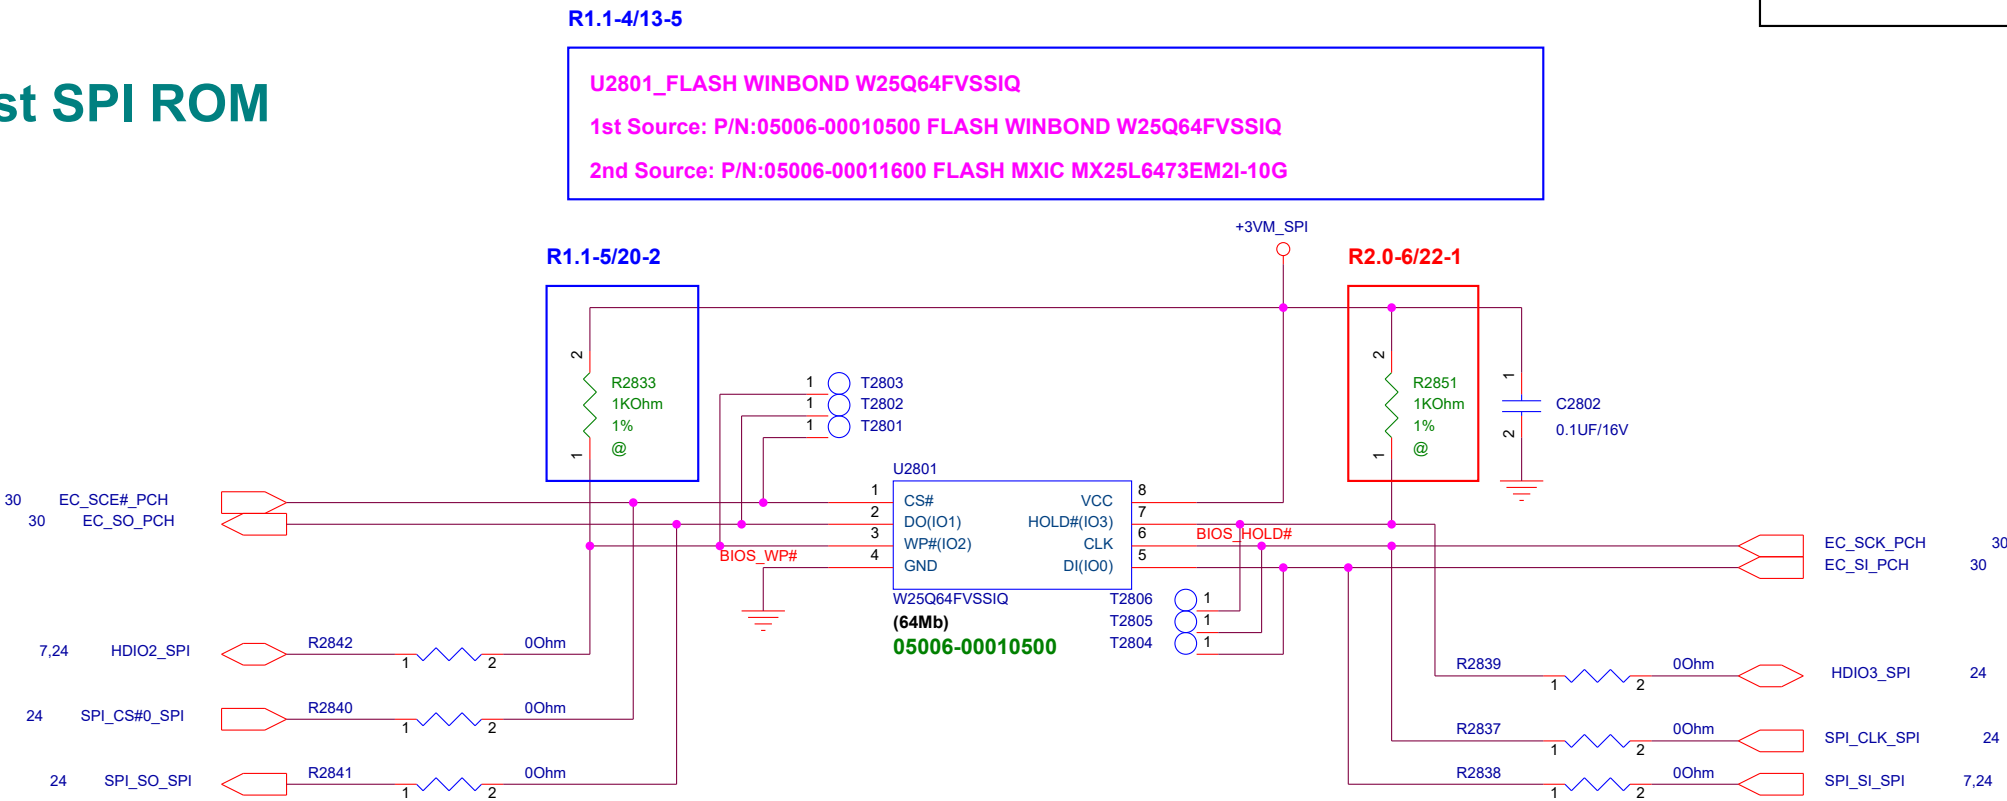 R1.1-4/13-5
st SPI ROM
U2801_FLASH WINBOND W25Q64FVSSIQ
1st Source: P/N:05006-00010500 FLASH WINBOND W25Q64FVSSIQ
2nd Source: P/N:05006-00011600 FLASH MXIC MX25L6473EM2I-10G
+3VM_SPI
R1.1-5/20-2
R2.0-6/22-1
2
R2833
1KOhm
1%
@
1
1 T2803
1 T2802
1 T2801
2
R2851
1KOhm
1%
@
1
1
C2802
0.1UF/16V
2
U2801
30 EC_SCE#_PCH
30 EC_SO_PCH
1 CS# VCC 8
2 DO(IO1) HOLD#(IO3) 7
3 WP#(IO2) CLK 6
4 GND DI(IO0) 5
BIOS_WP#
BIOS_HOLD#
EC_SCK_PCH 30
EC_SI_PCH 30
W25Q64FVSSIQ
(64Mb)
05006-00010500
T2806 1
T2805 1
T2804 1
7,24 HDIO2_SPI R2842 1 2 0Ohm
24 SPI_CS#0_SPI R2840 1 2 0Ohm
24 SPI_SO_SPI R2841 1 2 0Ohm
R2839 1 2 0Ohm HDIO3_SPI 24
R2837 1 2 0Ohm SPI_CLK_SPI 24
R2838 1 2 0Ohm SPI_SI_SPI 7,24